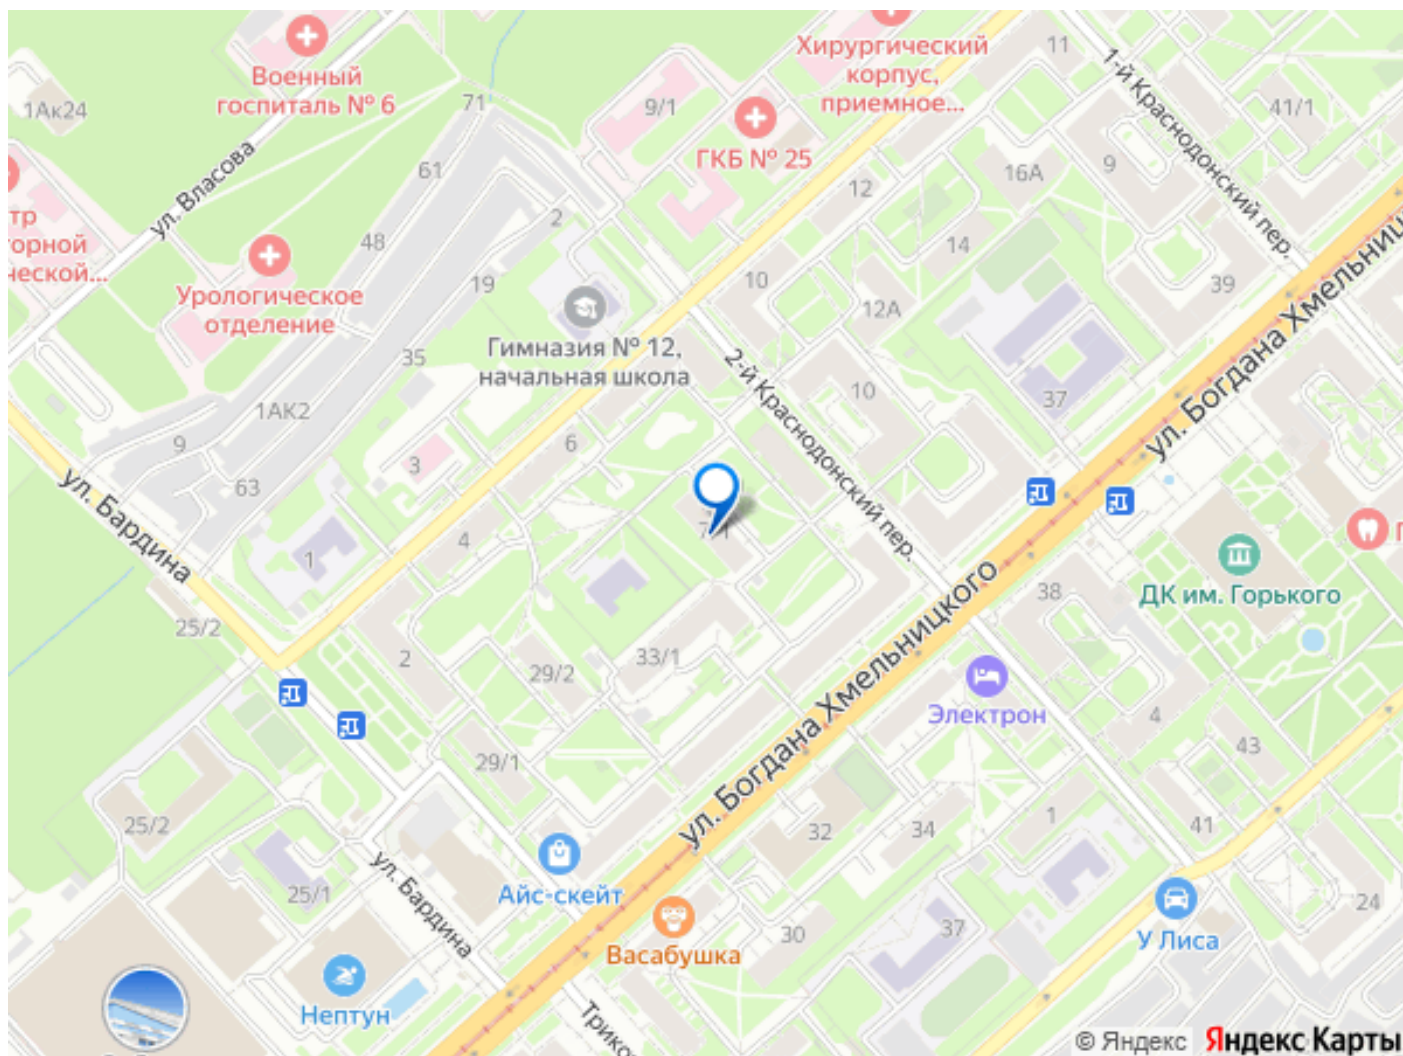 Военный
госпиталь № 6
1Ак24
ул. Власова
71
61
48
2
19
35
9/1
ГКБ № 25
Хирургический
корпус,
приемное...
11
1-й Краснодонский пер.
41/1
9
16А
12
14
10
12А
39
тр
орной
ческой...
Урологическое
отделение
Гимназия № 12,
начальная школа
2-й Краснодонский пер.
10
37
ул. Богдана Хмельниц
1АК2
9
63
3
6
4
1
ул. Бардина
25/2
2
29/2
33/1
29/1
ул. Богдана Хмельницкого
38
ДК им. Горького
Электрон
4
43
41
1
34
32
25/2
25/1
ул. Бардина
Айс-скейт
Васабушка
30
37
У Лиса
24
Нептун
Трико
© Яндекс Яндекс Карты